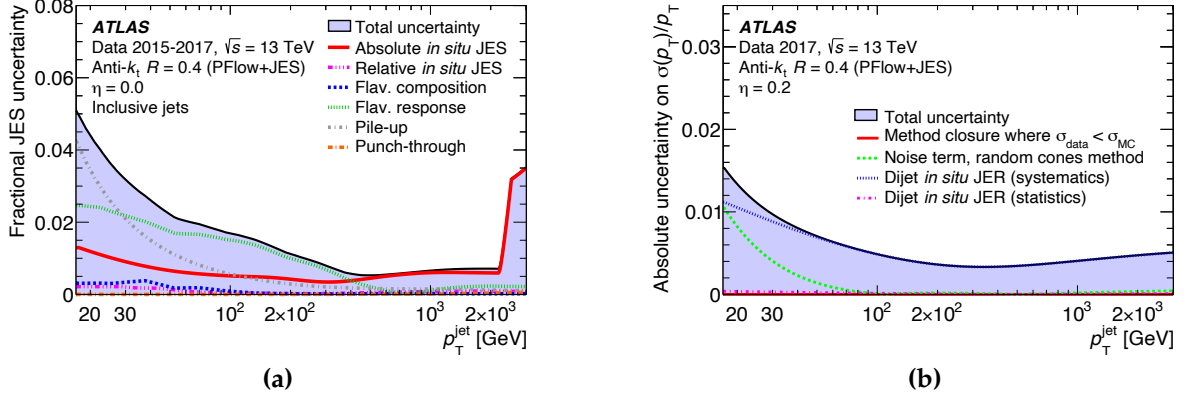 ATLAS
Data 2015-2017, √s = 13 TeV
Anti-kt R = 0.4 (PFlow+JES)
η = 0.0
Inclusive jets
Total uncertainty
Absolute in situ JES
Relative in situ JES
Flav. composition
Flav. response
Pile-up
Punch-through
Fractional JES uncertainty
0.08
0.06
0.04
0.02
0
20 30 10² 2×10² 10³ 2×10³
pT^jet [GeV]
(a)
ATLAS
Data 2017, √s = 13 TeV
Anti-kt R = 0.4 (PFlow+JES)
η = 0.2
Total uncertainty
Method closure where σdata < σMC
Noise term, random cones method
Dijet in situ JER (systematics)
Dijet in situ JER (statistics)
Absolute uncertainty on σ(pT)/pT
0.03
0.02
0.01
0
20 30 10² 2×10² 10³ 2×10³
pT^jet [GeV]
(b)